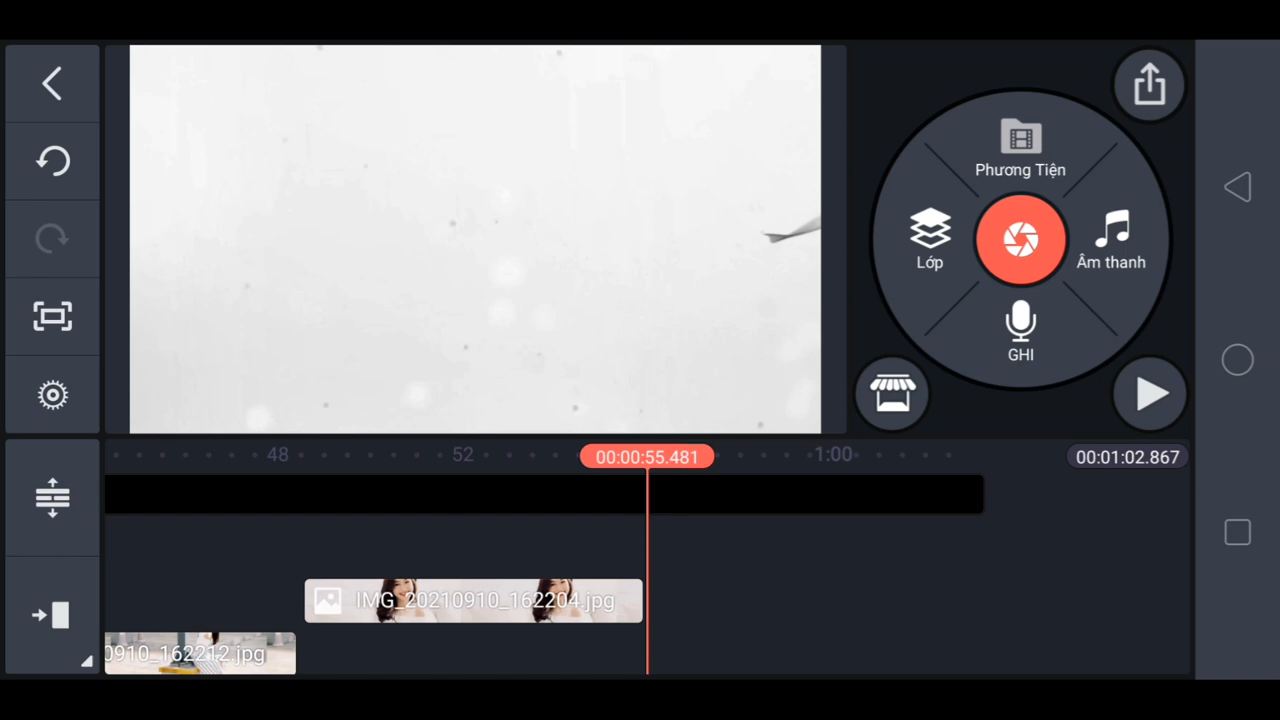 Phương Tiện
Lớp
Âm thanh
GHI
48
52
00:00:55.481
1:00
00:01:02.867
IMG_20210910_162204.jpg
0910_162212.jpg